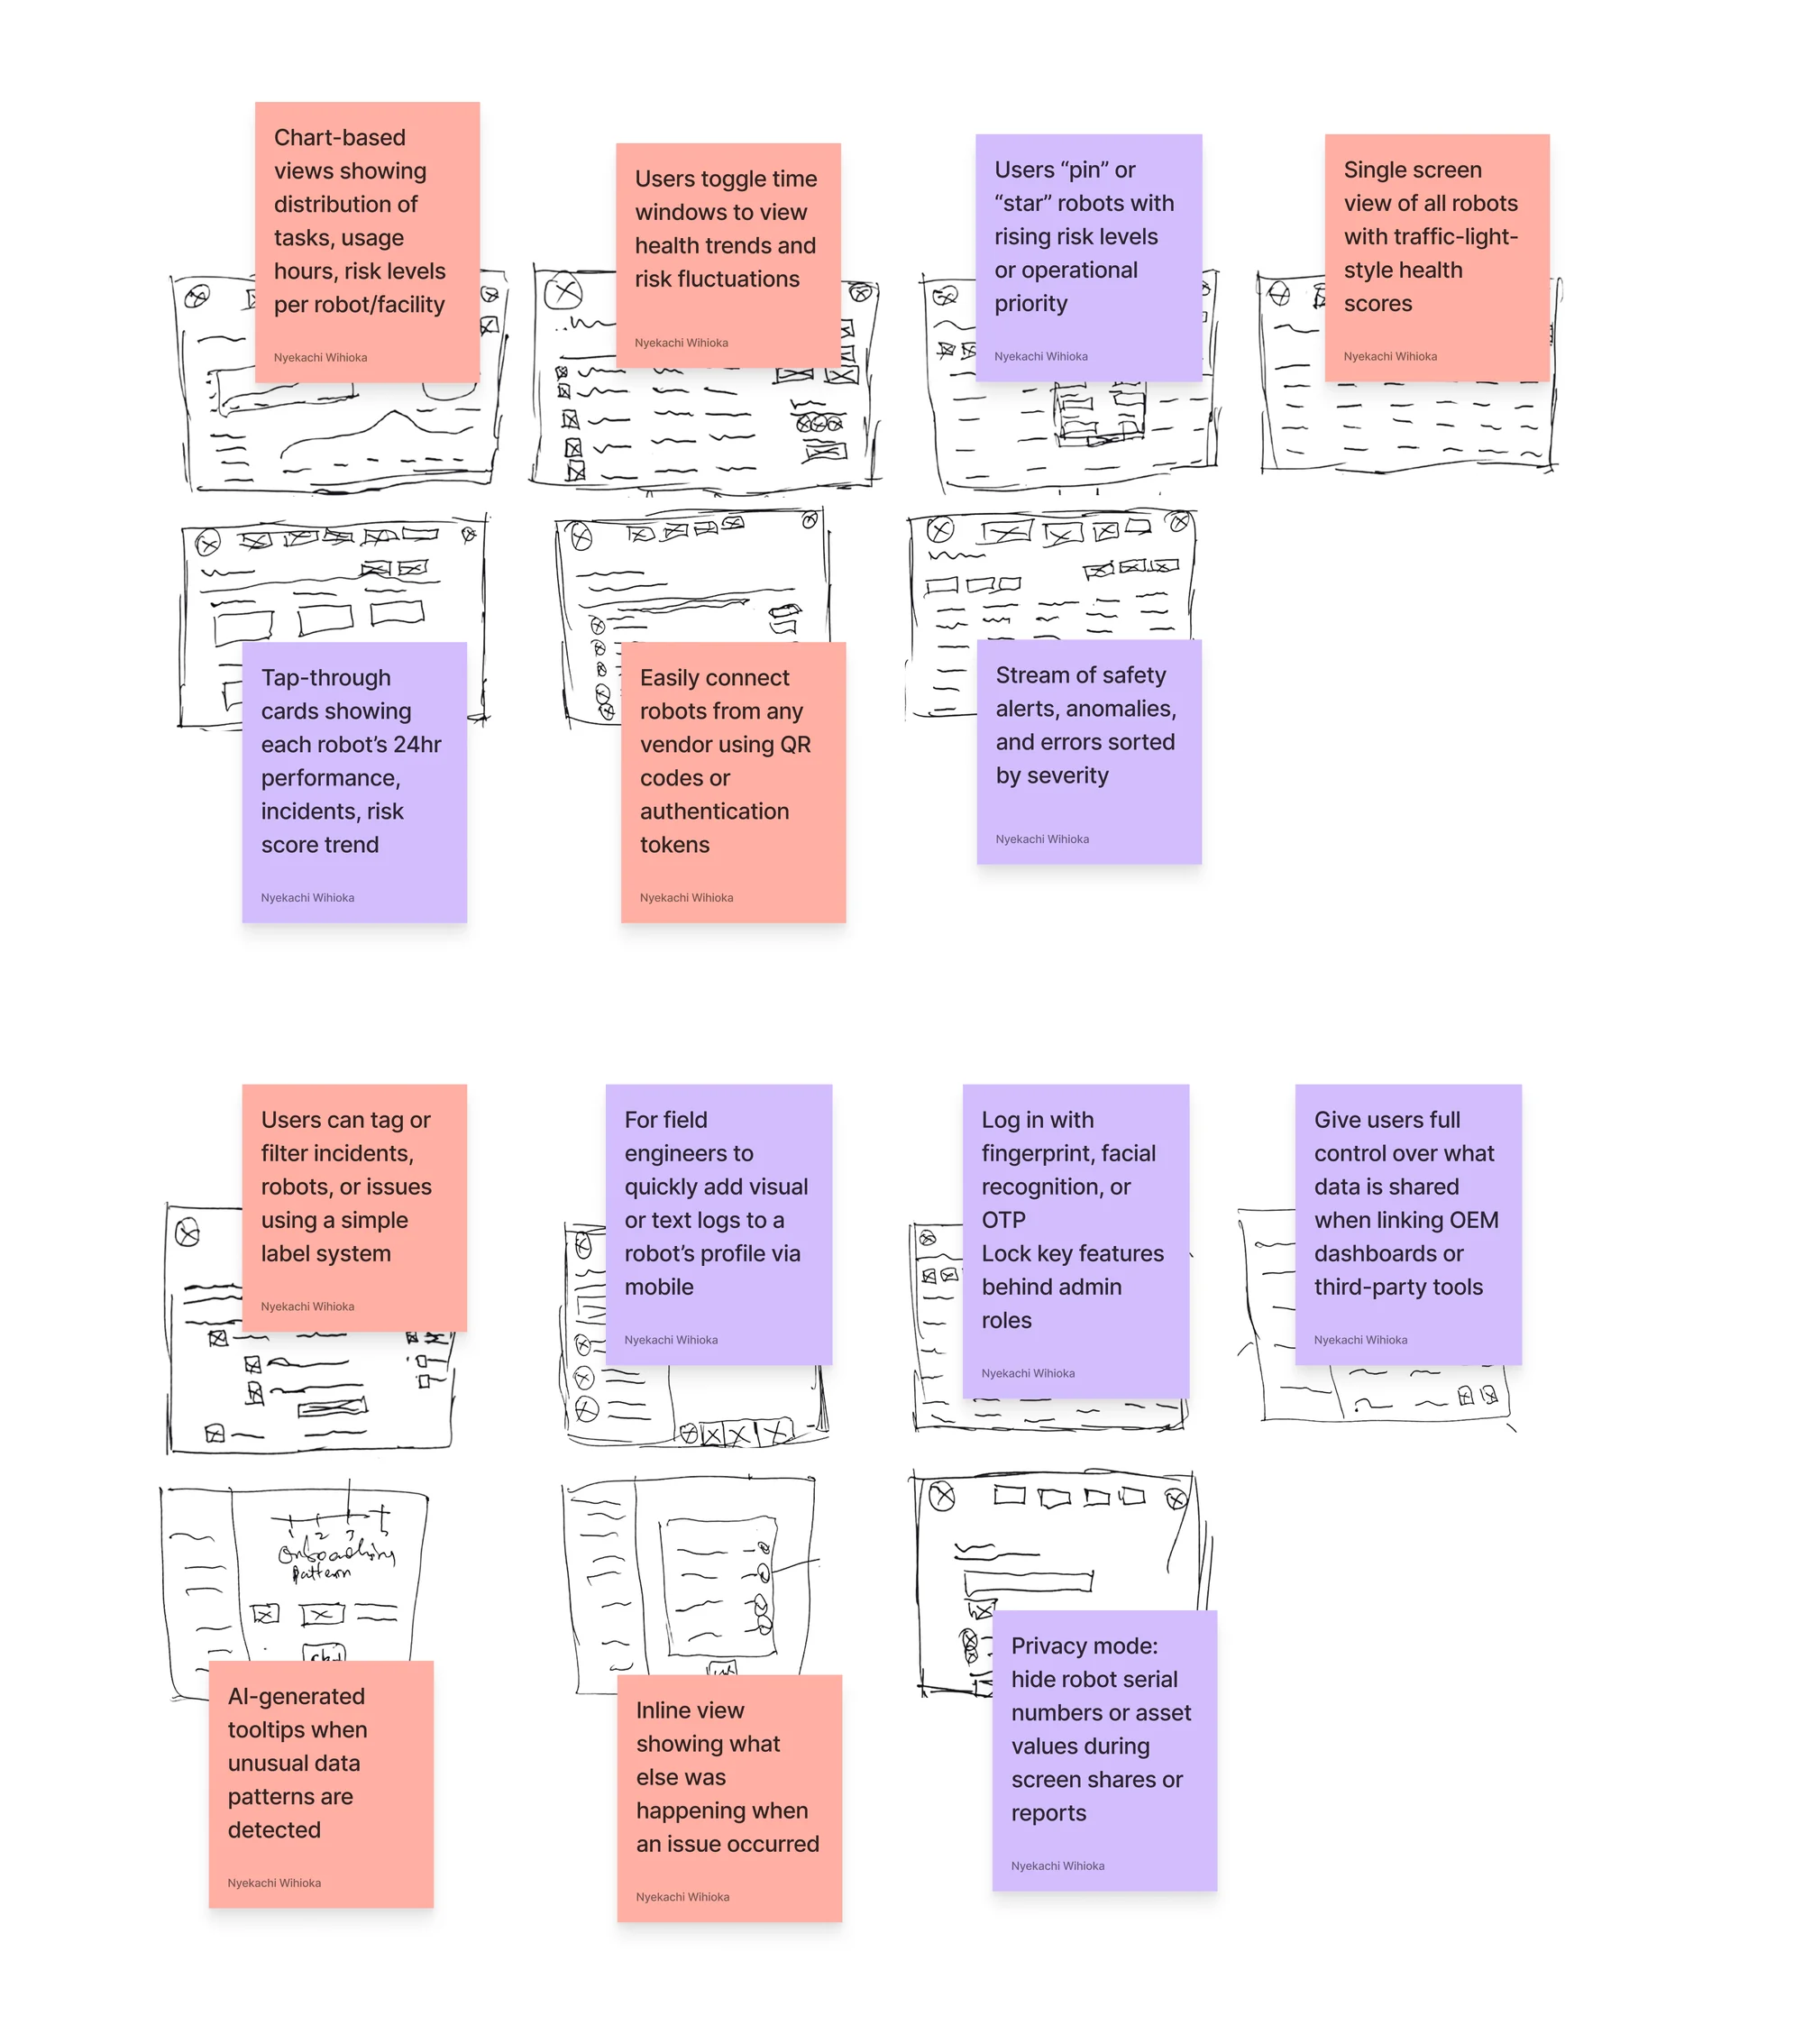 Chart-based
views showing
distribution of
tasks, usage
hours, risk levels
per robot/facility
Nyekachi Wihioka
Users toggle time
windows to view
health trends and
risk fluctuations
Nyekachi Wihioka
Users “pin” or
“star” robots with
rising risk levels
or operational
priority
Nyekachi Wihioka
Single screen
view of all robots
with traffic-light-
style health
scores
Nyekachi Wihioka
Tap-through
cards showing
each robot’s 24hr
performance,
incidents, risk
score trend
Nyekachi Wihioka
Easily connect
robots from any
vendor using QR
codes or
authentication
tokens
Nyekachi Wihioka
Stream of safety
alerts, anomalies,
and errors sorted
by severity
Nyekachi Wihioka
Users can tag or
filter incidents,
robots, or issues
using a simple
label system
Nyekachi Wihioka
For field
engineers to
quickly add visual
or text logs to a
robot’s profile via
mobile
Nyekachi Wihioka
Log in with
fingerprint, facial
recognition, or
OTP
Lock key features
behind admin
roles
Nyekachi Wihioka
Give users full
control over what
data is shared
when linking OEM
dashboards or
third-party tools
Nyekachi Wihioka
1 2 3
Onboarding
pattern
AI-generated
tooltips when
unusual data
patterns are
detected
Nyekachi Wihioka
Inline view
showing what
else was
happening when
an issue occurred
Nyekachi Wihioka
Privacy mode:
hide robot serial
numbers or asset
values during
screen shares or
reports
Nyekachi Wihioka